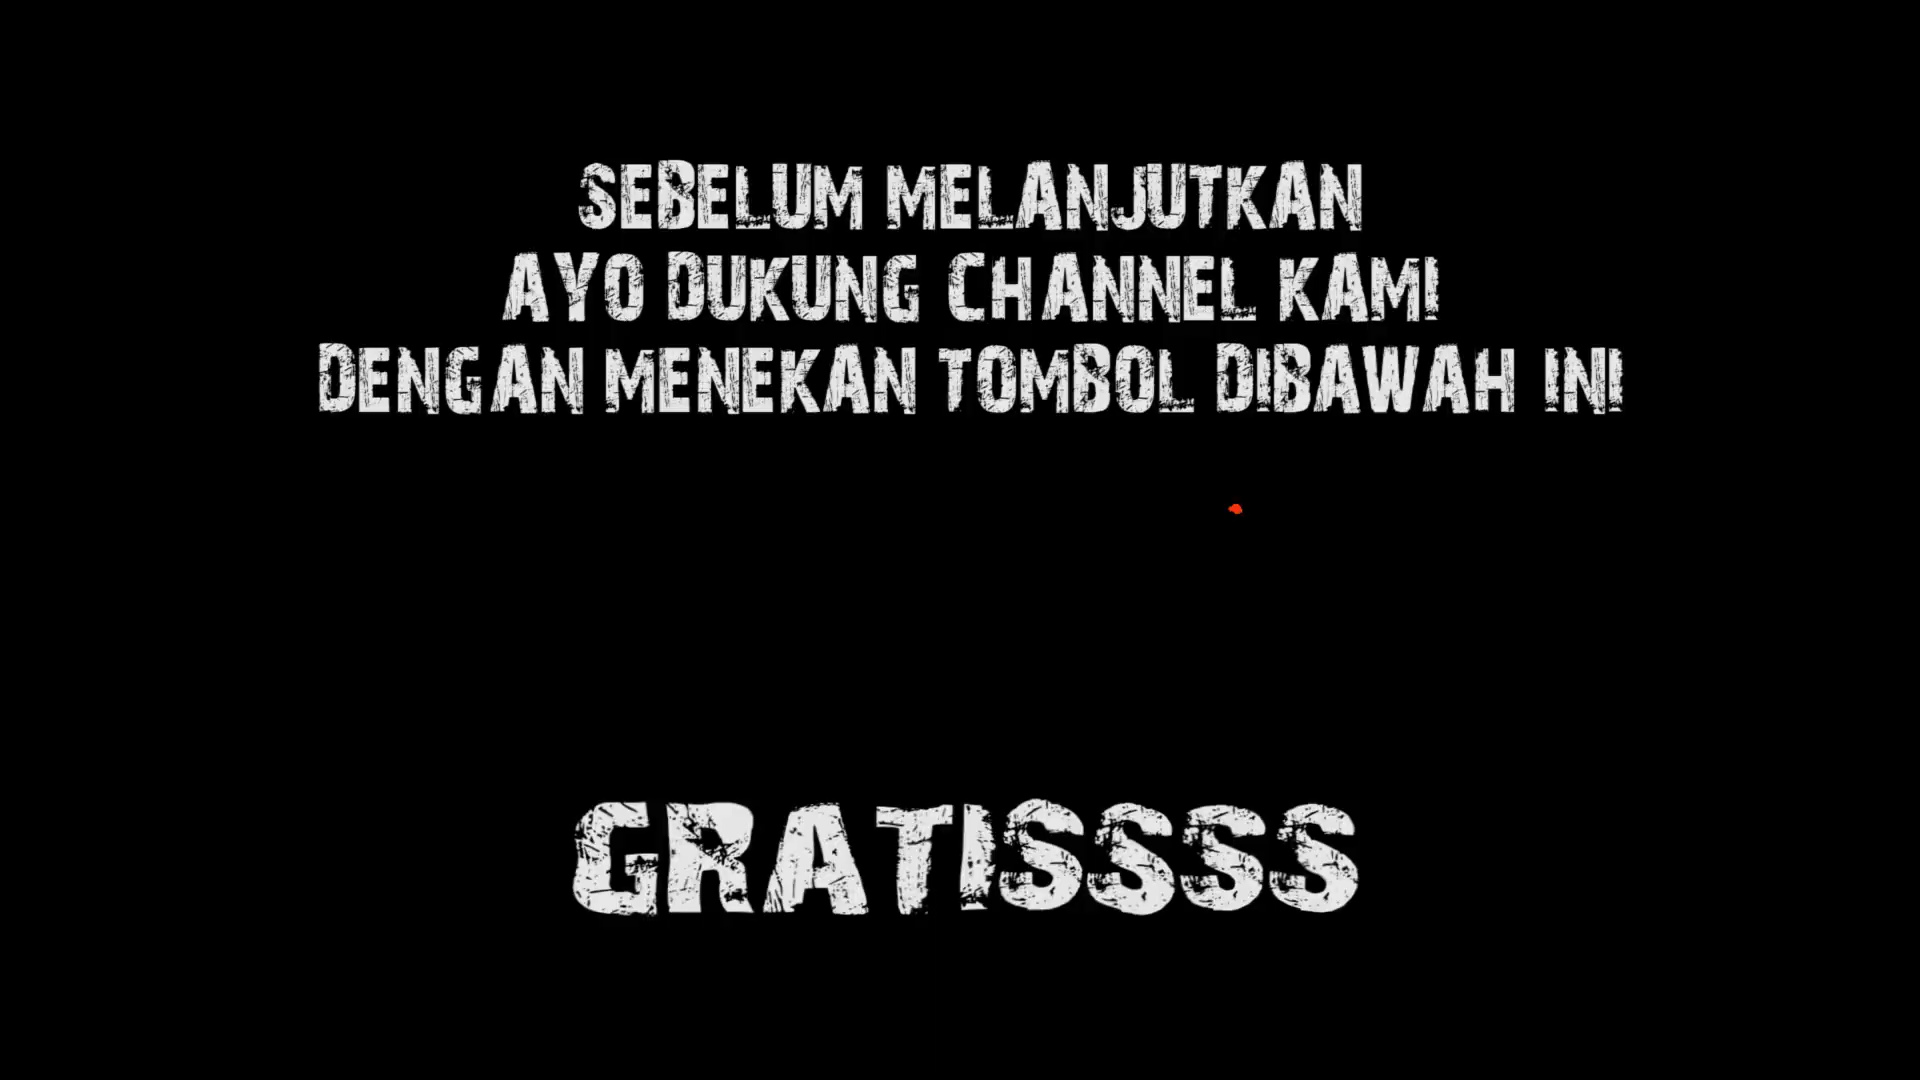 SEBELUM MELANJUTKAN
AYO DUKUNG CHANNEL KAMI
DENGAN MENEKAN TOMBOL DIBAWAH INI
GRATISSSS